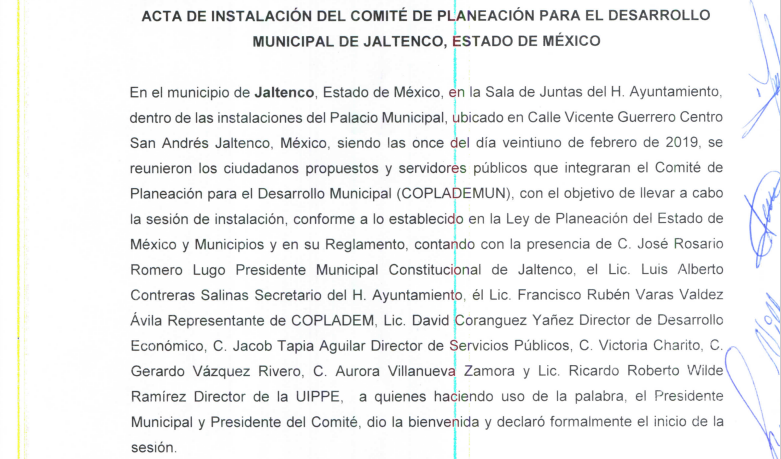 ACTA DE INSTALACIÓN DEL COMITÉ DE PLANEACIÓN PARA EL DESARROLLO
MUNICIPAL DE JALTENCO, ESTADO DE MÉXICO
En el municipio de Jaltenco, Estado de México, en la Sala de Juntas del H. Ayuntamiento,
dentro de las instalaciones del Palacio Municipal, ubicado en Calle Vicente Guerrero Centro
San Andrés Jaltenco, México, siendo las once del día veintiuno de febrero de 2019, se
reunieron los ciudadanos propuestos y servidores públicos que integraran el Comité de
Planeación para el Desarrollo Municipal (COPLADEMUN), con el objetivo de llevar a cabo
la sesión de instalación, conforme a lo establecido en la Ley de Planeación del Estado de
México y Municipios y en su Reglamento, contando con la presencia de C. José Rosario
Romero Lugo Presidente Municipal Constitucional de Jaltenco, el Lic. Luis Alberto
Contreras Salinas Secretario del H. Ayuntamiento, él Lic. Francisco Rubén Varas Valdez
Ávila Representante de COPLADEM, Lic. David Coranguez Yañez Director de Desarrollo
Económico, C. Jacob Tapia Aguilar Director de Servicios Públicos, C. Victoria Charito, C.
Gerardo Vázquez Rivero, C. Aurora Villanueva Zamora y Lic. Ricardo Roberto Wilde
Ramírez Director de la UIPPE, a quienes haciendo uso de la palabra, el Presidente
Municipal y Presidente del Comité, dio la bienvenida y declaró formalmente el inicio de la
sesión.